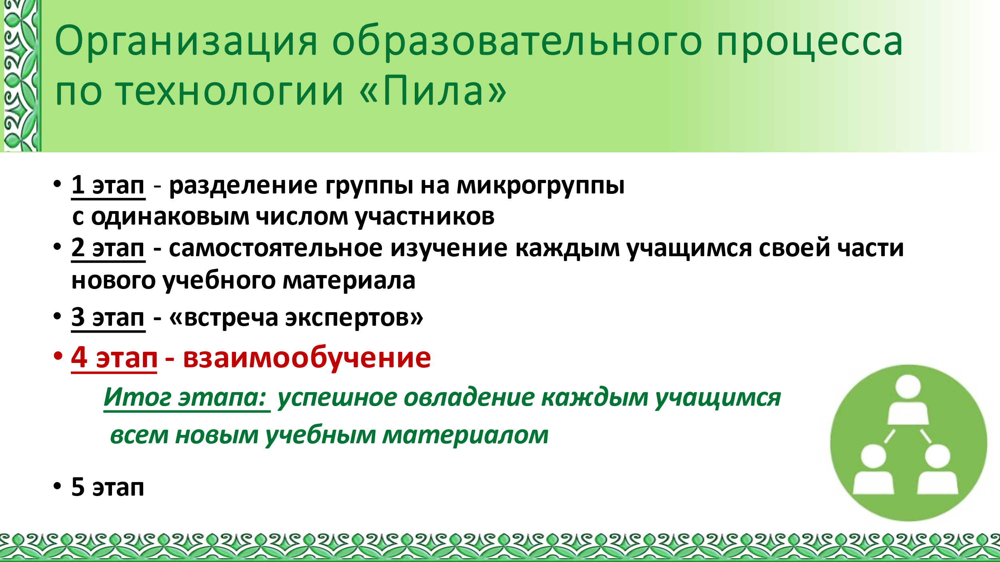 Организация образовательного процесса
по технологии «Пила»
• 1 этап - разделение группы на микрогруппы
с одинаковым числом участников
• 2 этап - самостоятельное изучение каждым учащимся своей части
нового учебного материала
• 3 этап - «встреча экспертов»
• 4 этап - взаимообучение
Итог этапа: успешное овладение каждым учащимся
всем новым учебным материалом
• 5 этап